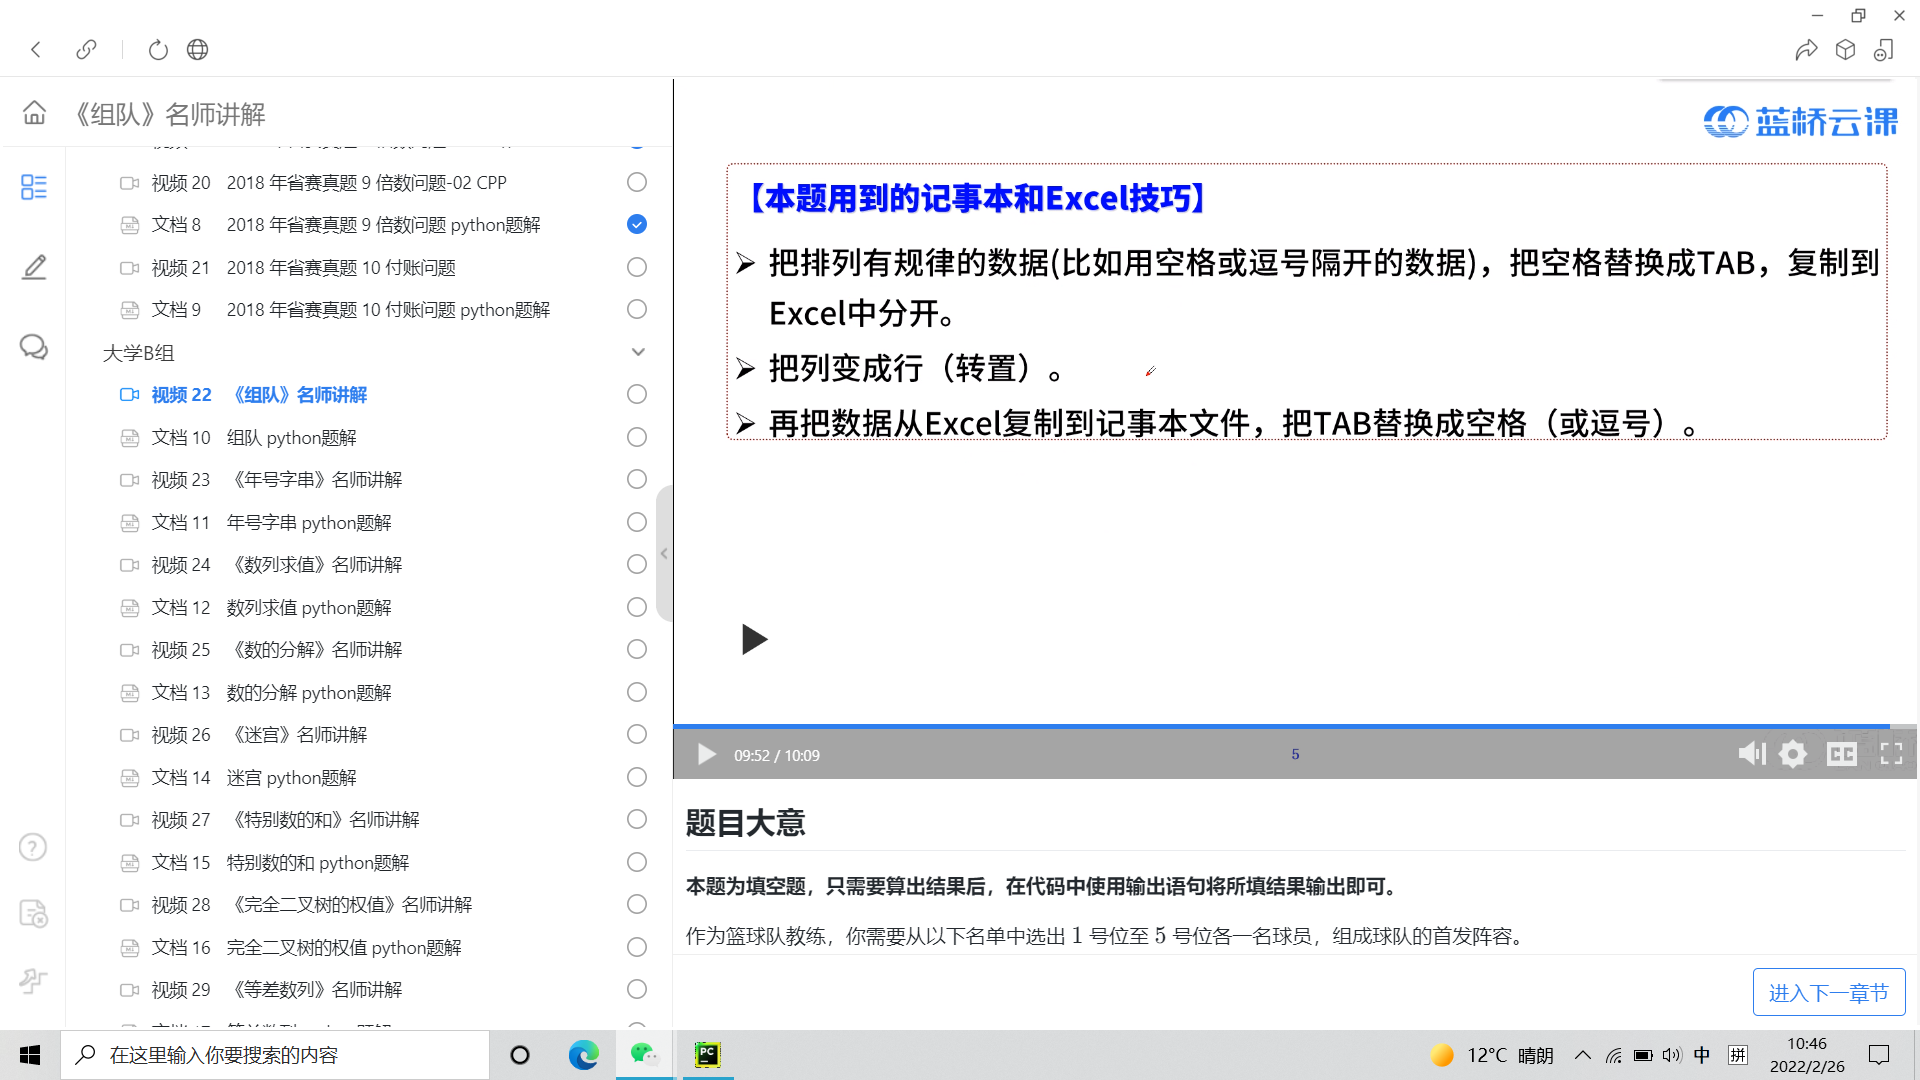 《组队》名师讲解
视频 20 2018 年省赛真题 9 倍数问题-02 CPP
文档 8 2018 年省赛真题 9 倍数问题 python题解
视频 21 2018 年省赛真题 10 付账问题
文档 9 2018 年省赛真题 10 付账问题 python题解
大学B组
视频 22 《组队》名师讲解
文档 10 组队 python题解
视频 23 《年号字串》名师讲解
文档 11 年号字串 python题解
视频 24 《数列求值》名师讲解
文档 12 数列求值 python题解
视频 25 《数的分解》名师讲解
文档 13 数的分解 python题解
视频 26 《迷宫》名师讲解
文档 14 迷宫 python题解
视频 27 《特别数的和》名师讲解
文档 15 特别数的和 python题解
视频 28 《完全二叉树的权值》名师讲解
文档 16 完全二叉树的权值 python题解
视频 29 《等差数列》名师讲解
蓝桥云课
【本题用到的记事本和Excel技巧】
把排列有规律的数据(比如用空格或逗号隔开的数据)，把空格替换成TAB，复制到
Excel中分开。
把列变成行（转置）。
再把数据从Excel复制到记事本文件，把TAB替换成空格（或逗号）。
09:52 / 10:09
5
CC
题目大意
本题为填空题，只需要算出结果后，在代码中使用输出语句将所填结果输出即可。
作为篮球队教练，你需要从以下名单中选出 1 号位至 5 号位各一名球员，组成球队的首发阵容。
进入下一章节
在这里输入你要搜索的内容
PC
12°C 晴朗
中
拼
10:46
2022/2/26